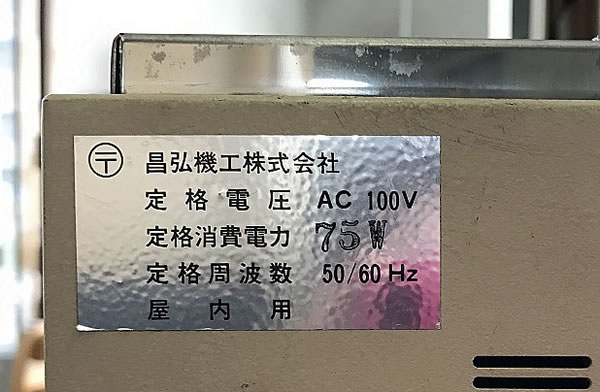 〶 昌弘機工株式会社
定格電圧 AC 100V
定格消費電力 75W
定格周波数 50/60 Hz
屋内用